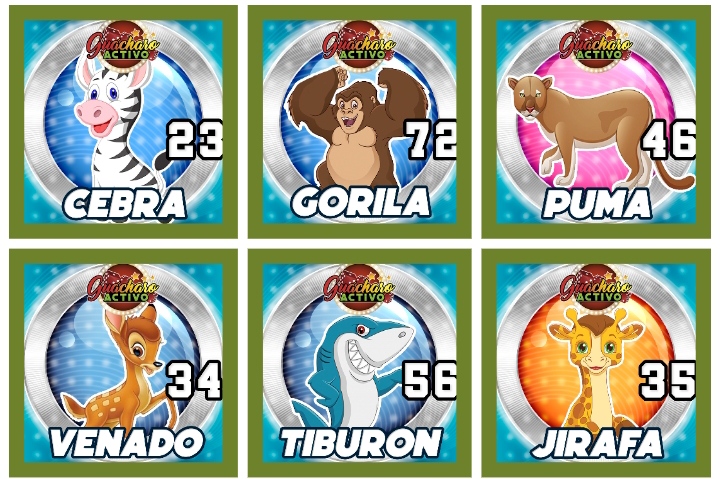 Guácharo
ACTIVO
23
CEBRA
Guácharo
ACTIVO
72
GORILA
Guácharo
ACTIVO
46
PUMA
Guácharo
ACTIVO
34
VENADO
Guácharo
ACTIVO
56
TIBURON
Guácharo
ACTIVO
35
JIRAFA